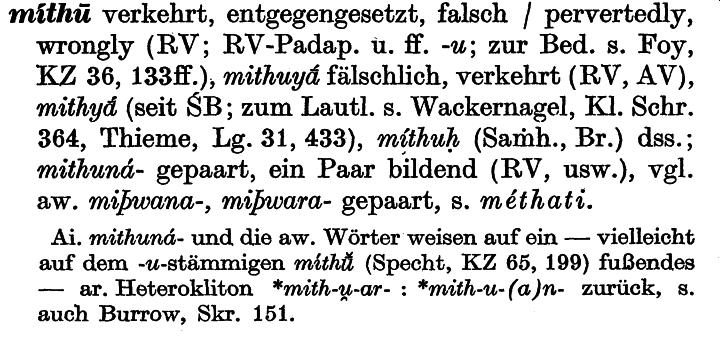 míthū verkehrt, entgegengesetzt, falsch / pervertedly,
wrongly (RV; RV-Padap. u. ff. -u; zur Bed. s. Foy,
KZ 36, 133ff.), mithuyā́ fälschlich, verkehrt (RV, AV),
mithyā́ (seit ŚB; zum Lautl. s. Wackernagel, Kl. Schr.
364, Thieme, Lg. 31, 433), míthuḥ (Saṁh., Br.) dss.;
mithuná- gepaart, ein Paar bildend (RV, usw.), vgl.
aw. miþwana-, miþwara- gepaart, s. méthati.
Ai. mithuná- und die aw. Wörter weisen auf ein — vielleicht
auf dem -u-stämmigen míthū̆ (Specht, KZ 65, 199) fußendes
— ar. Heterokliton *mith-u̯-ar- : *mith-u-(a)n- zurück, s.
auch Burrow, Skr. 151.